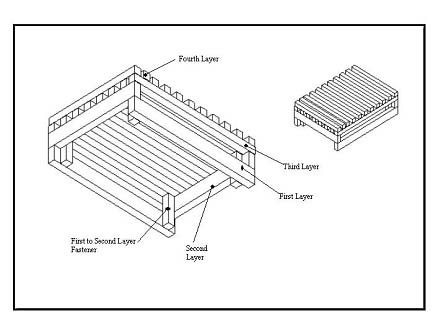 Fourth Layer
Third Layer
First Layer
First to Second Layer
Fastener
Second
Layer